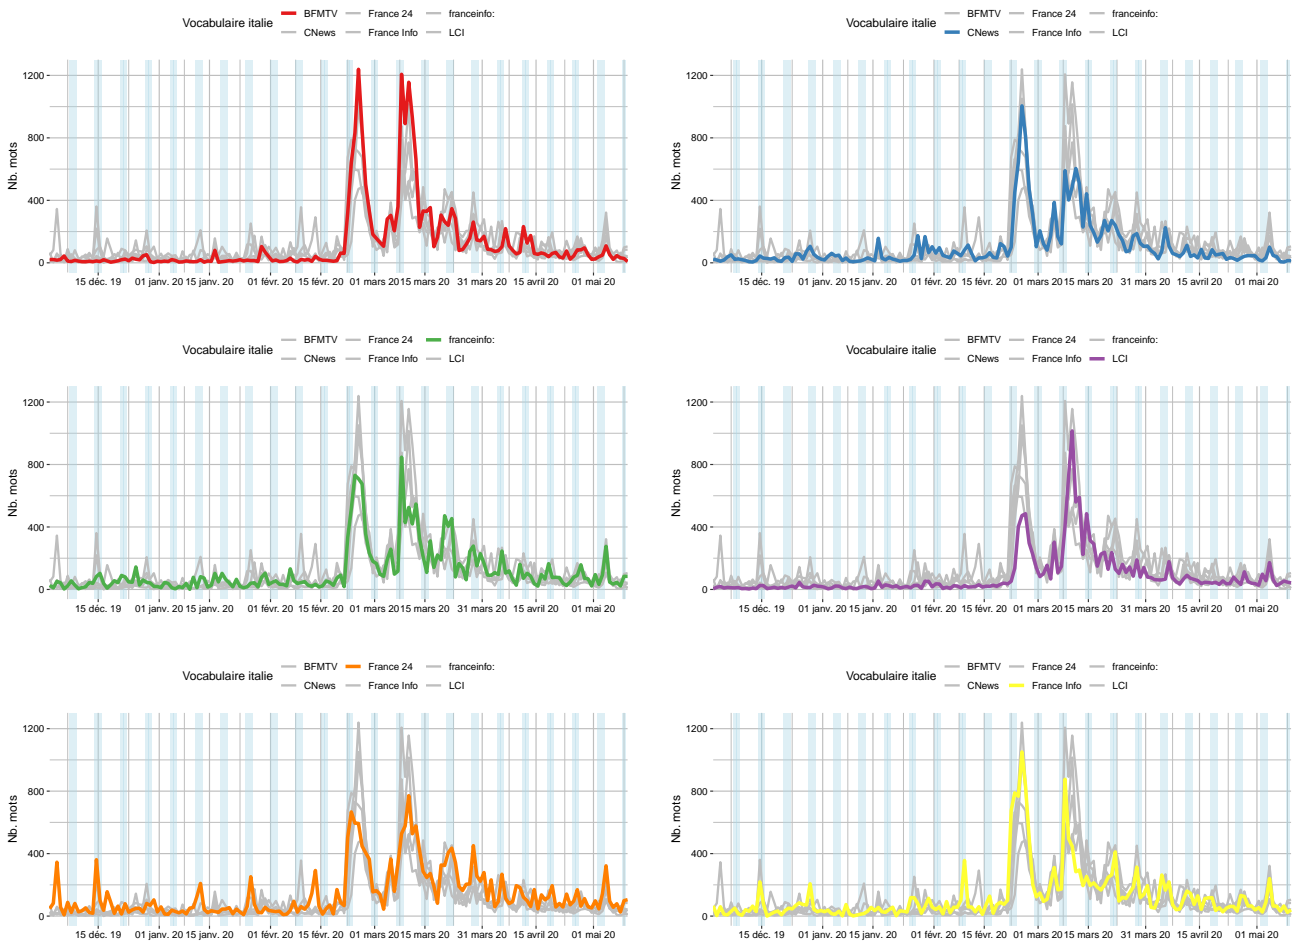 Vocabulaire italie
BFMTV France 24 franceinfo:
CNews France Info LCI
Nb. mots
1200
800
400
0
15 déc. 19 01 janv. 20 15 janv. 20 01 févr. 20 15 févr. 20 01 mars 20 15 mars 20 31 mars 20 15 avril 20 01 mai 20
Vocabulaire italie
BFMTV France 24 franceinfo:
CNews France Info LCI
Nb. mots
1200
800
400
0
15 déc. 19 01 janv. 20 15 janv. 20 01 févr. 20 15 févr. 20 01 mars 20 15 mars 20 31 mars 20 15 avril 20 01 mai 20
Vocabulaire italie
BFMTV France 24 franceinfo:
CNews France Info LCI
Nb. mots
1200
800
400
0
15 déc. 19 01 janv. 20 15 janv. 20 01 févr. 20 15 févr. 20 01 mars 20 15 mars 20 31 mars 20 15 avril 20 01 mai 20
Vocabulaire italie
BFMTV France 24 franceinfo:
CNews France Info LCI
Nb. mots
1200
800
400
0
15 déc. 19 01 janv. 20 15 janv. 20 01 févr. 20 15 févr. 20 01 mars 20 15 mars 20 31 mars 20 15 avril 20 01 mai 20
Vocabulaire italie
BFMTV France 24 franceinfo:
CNews France Info LCI
Nb. mots
1200
800
400
0
15 déc. 19 01 janv. 20 15 janv. 20 01 févr. 20 15 févr. 20 01 mars 20 15 mars 20 31 mars 20 15 avril 20 01 mai 20
Vocabulaire italie
BFMTV France 24 franceinfo:
CNews France Info LCI
Nb. mots
1200
800
400
0
15 déc. 19 01 janv. 20 15 janv. 20 01 févr. 20 15 févr. 20 01 mars 20 15 mars 20 31 mars 20 15 avril 20 01 mai 20